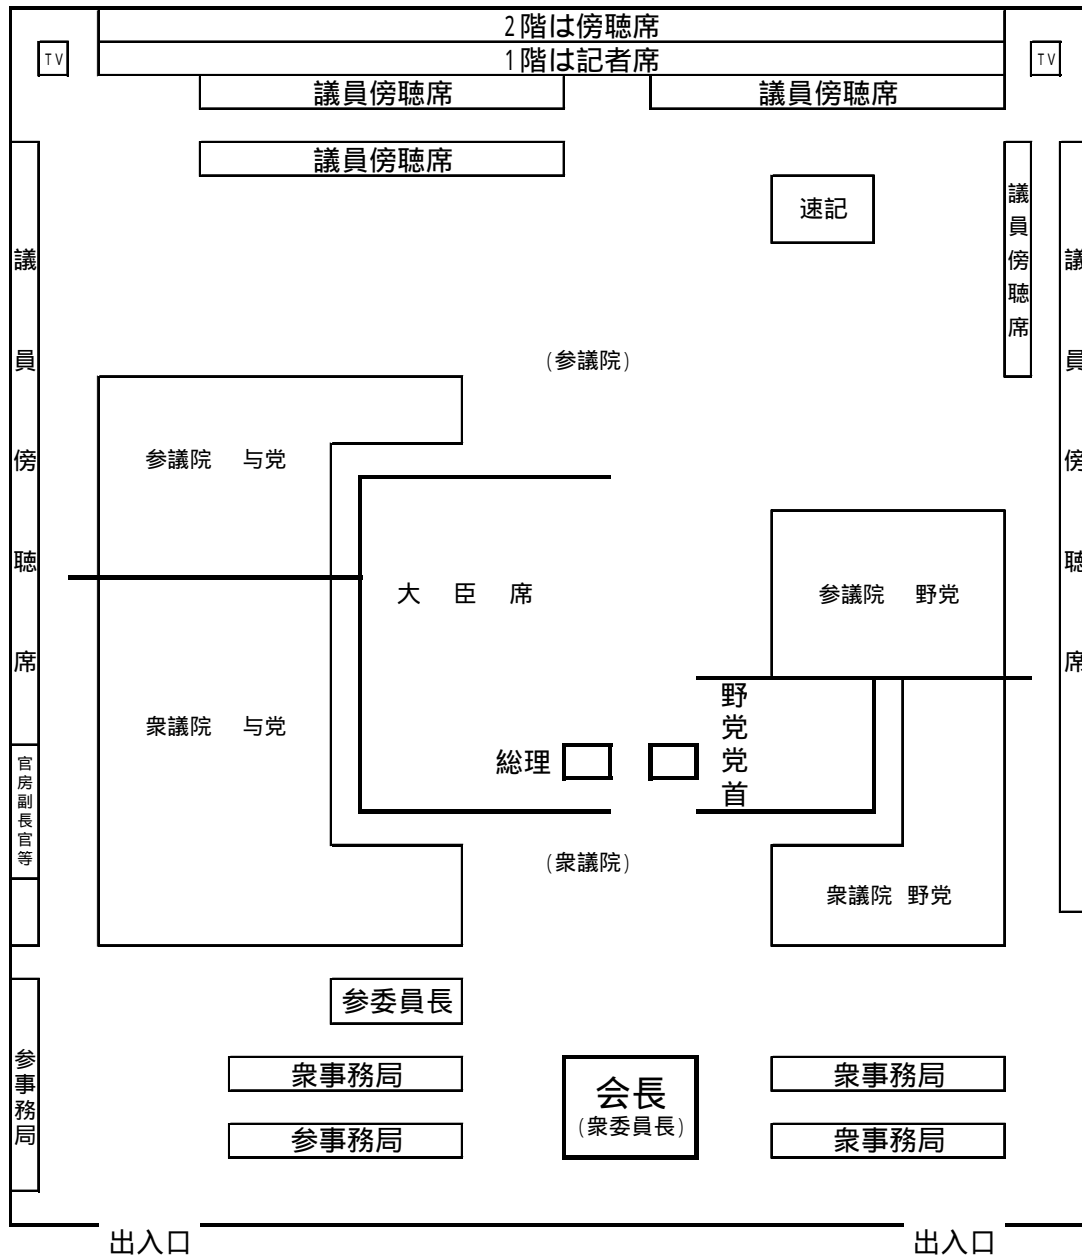 2階は傍聴席
TV
1階は記者席
TV
議員傍聴席
議員傍聴席
議員傍聴席
速記
議員傍聴席
議員傍聴席
議員傍聴席
(参議院)
参議院 与党
大臣席
参議院 野党
衆議院 与党
野党党首
総理
官房副長官等
(衆議院)
衆議院 野党
参委員長
参事務局
衆事務局
会長
(衆委員長)
衆事務局
参事務局
衆事務局
出入口
出入口